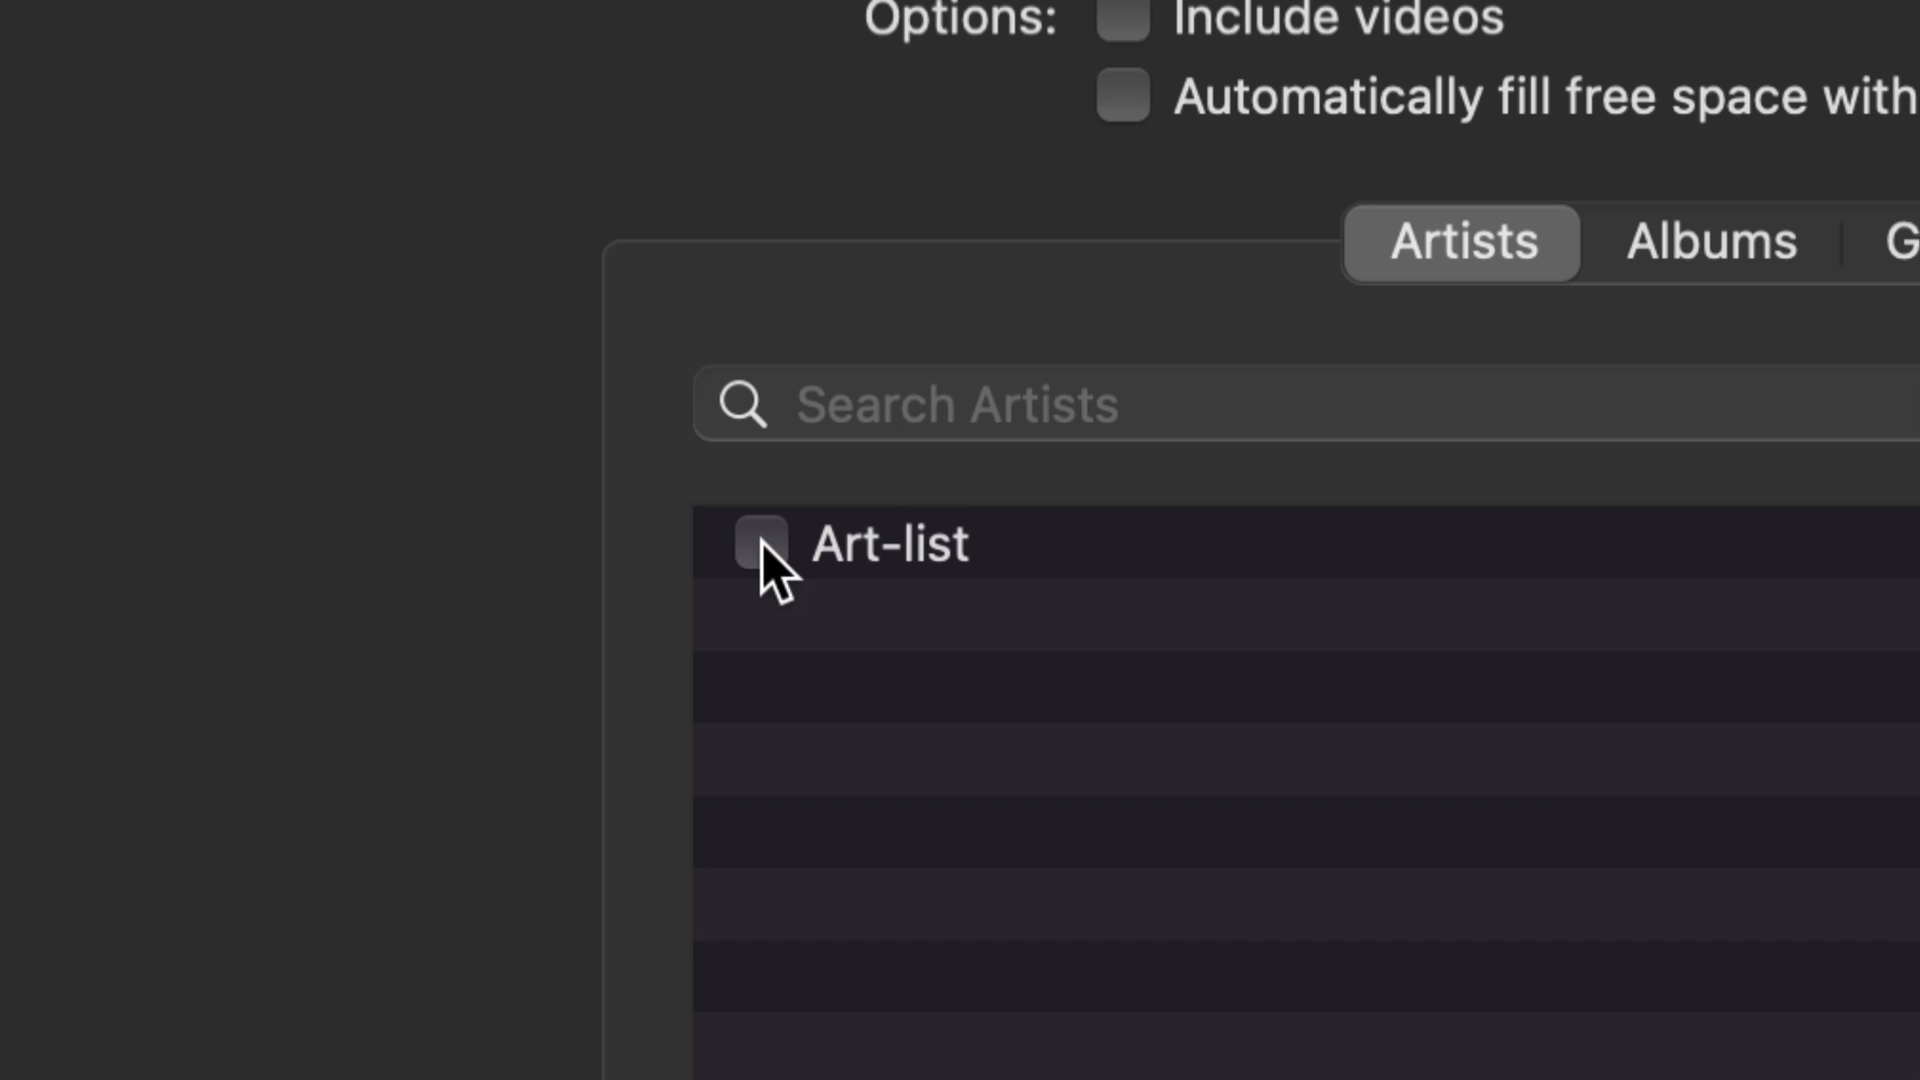 Options: Include videos
Automatically fill free space with
Artists Albums G
Search Artists
Art-list